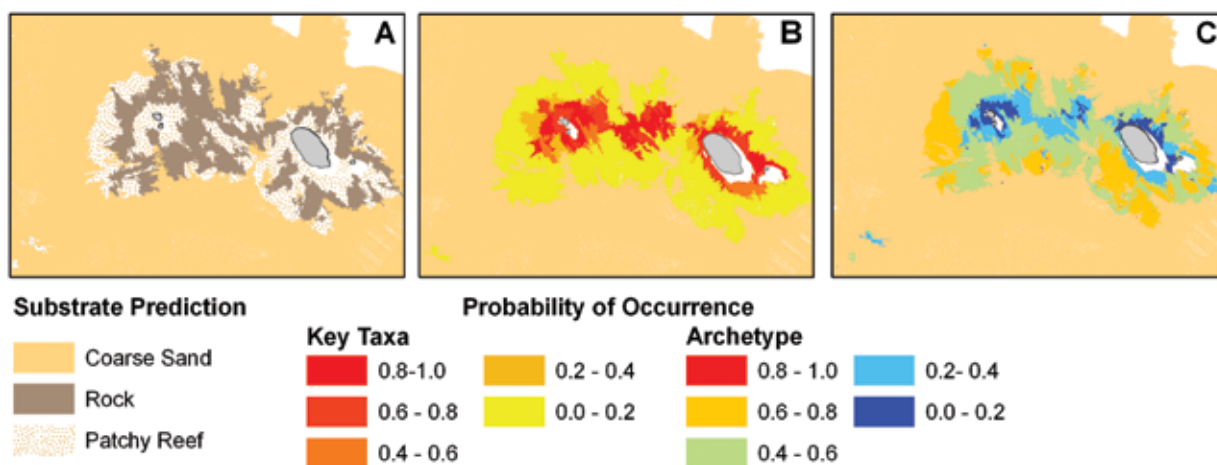 A
B
C
Substrate Prediction
Coarse Sand
Rock
Patchy Reef
Probability of Occurrence
Key Taxa
0.8-1.0
0.6 - 0.8
0.4 - 0.6
0.2 - 0.4
0.0 - 0.2
Archetype
0.8 - 1.0
0.6 - 0.8
0.4 - 0.6
0.2- 0.4
0.0 - 0.2